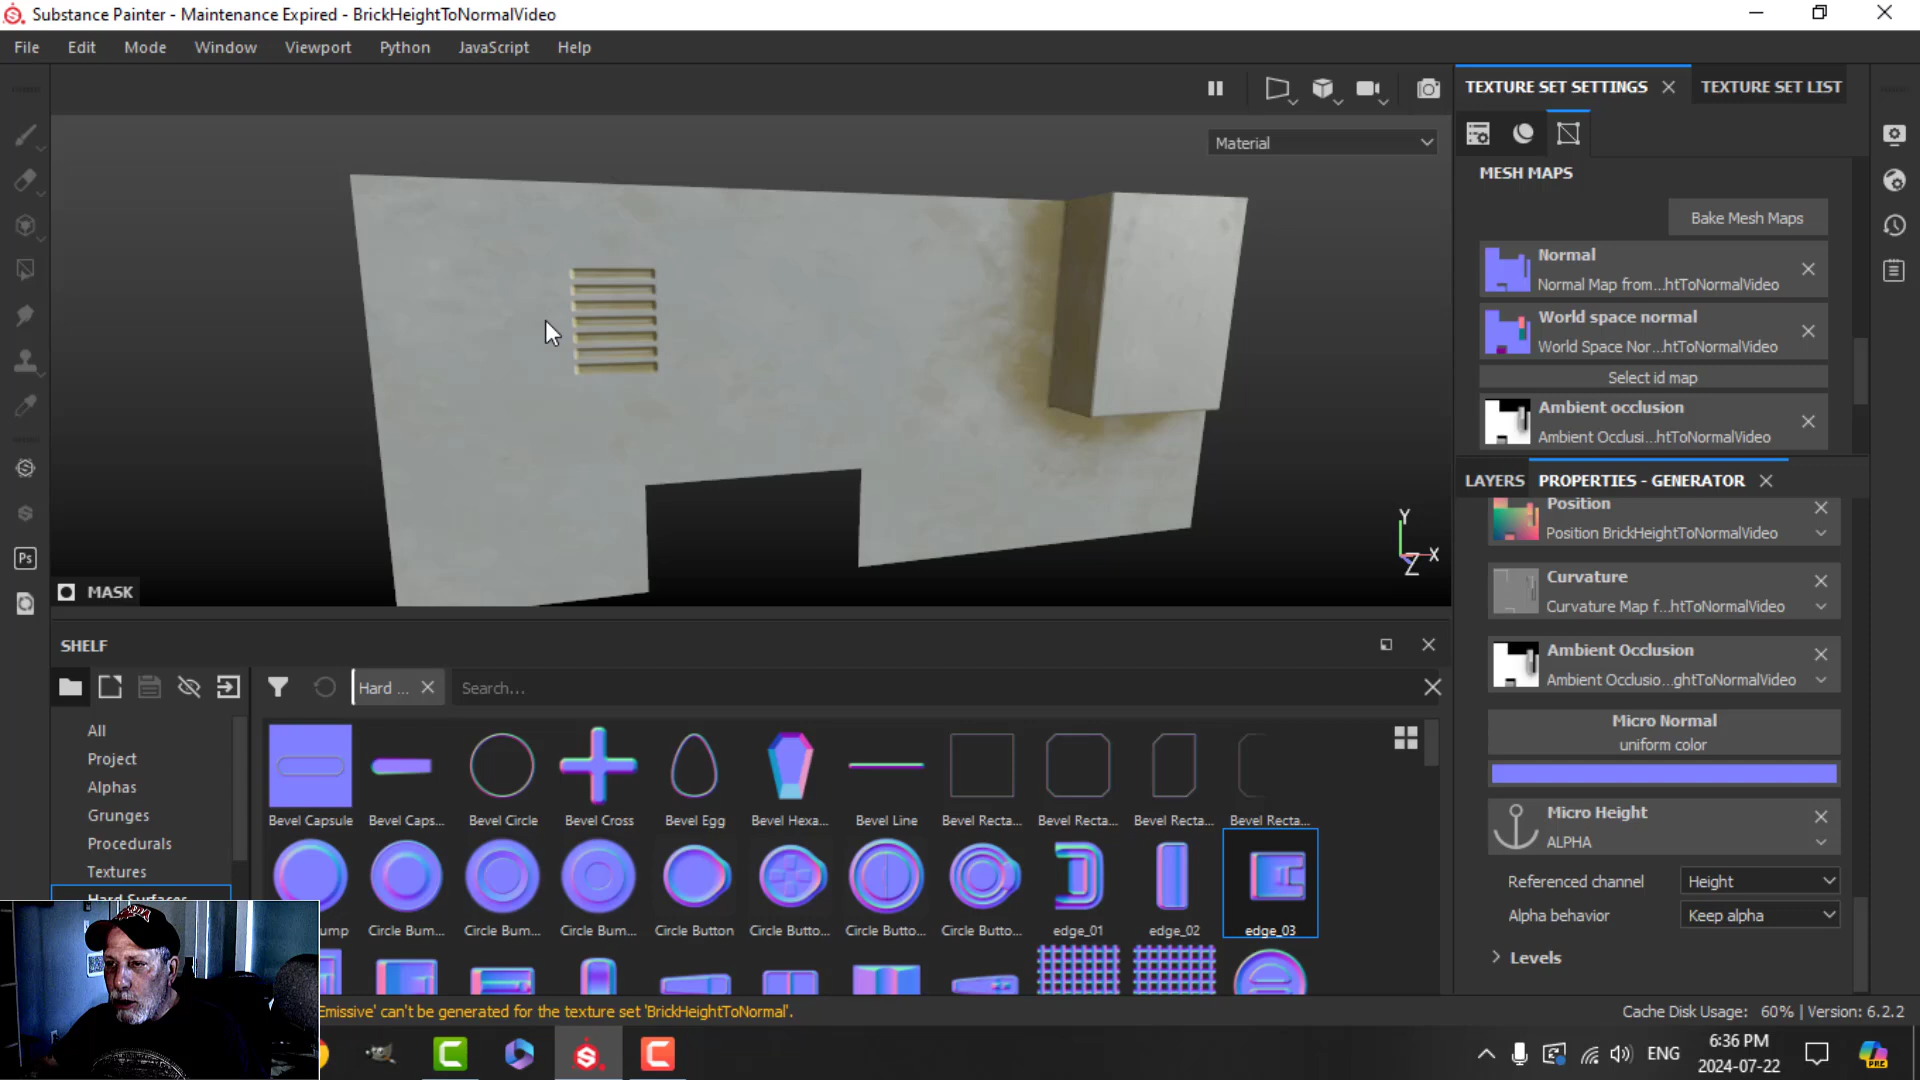 Substance Painter - Maintenance Expired - BrickHeightToNormalVideo
File Edit Mode Window Viewport Python JavaScript Help
TEXTURE SET SETTINGS TEXTURE SET LIST
Material
MESH MAPS
Bake Mesh Maps
Normal
Normal Map from...htToNormalVideo
World space normal
World Space Nor...htToNormalVideo
Select id map
Ambient occlusion
Ambient Occlusi...htToNormalVideo
LAYERS PROPERTIES - GENERATOR
Position
Position BrickHeightToNormalVideo
Curvature
Curvature Map f...htToNormalVideo
Ambient Occlusion
Ambient Occlusio...ghtToNormalVideo
Micro Normal
uniform color
Micro Height
ALPHA
Referenced channel Height
Alpha behavior Keep alpha
Levels
Y
X
Z
Ps
MASK
SHELF
Hard ... Search...
All
Project
Alphas
Grunges
Procedurals
Textures
Hard Surfaces
Bevel Capsule Bevel Caps... Bevel Circle Bevel Cross Bevel Egg Bevel Hexa... Bevel Line Bevel Recta... Bevel Recta... Bevel Recta... Bevel Recta...
ump Circle Bum... Circle Bum... Circle Bum... Circle Button Circle Butto... Circle Butto... Circle Butto... edge_01 edge_02 edge_03
Emissive' can't be generated for the texture set 'BrickHeightToNormal'.
Cache Disk Usage: 60% | Version: 6.2.2
ENG
6:36 PM
2024-07-22
PRE